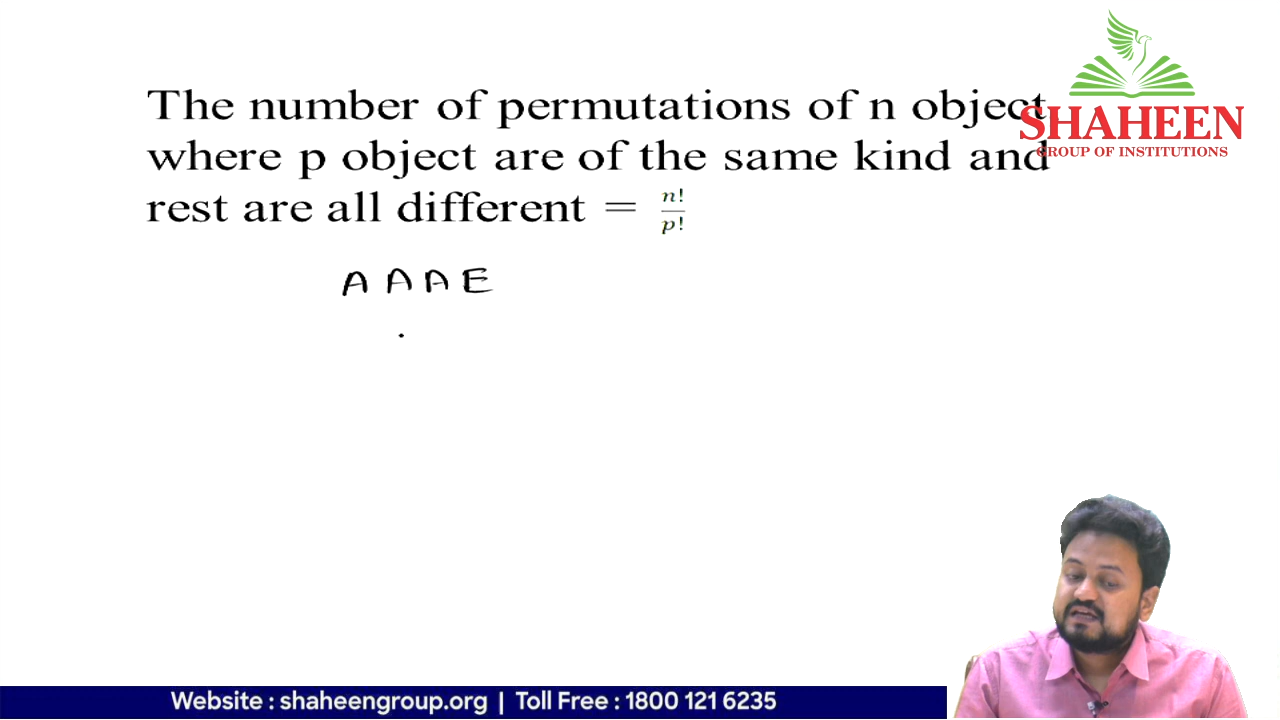 The number of permutations of n object
where p object are of the same kind and
rest are all different = n!/p!
SHAHEEN
GROUP OF INSTITUTIONS
A A A E
Website : shaheengroup.org | Toll Free : 1800 121 6235